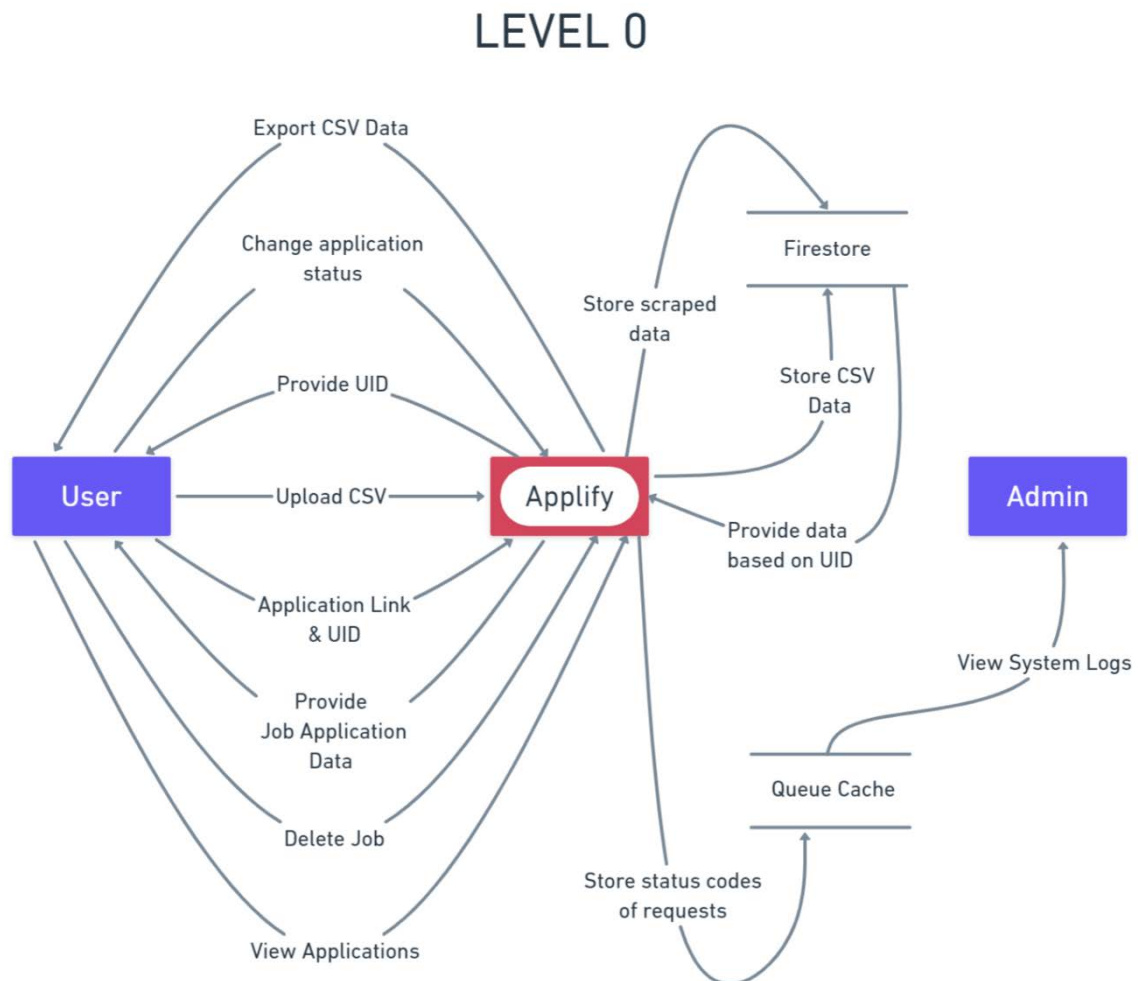 LEVEL 0
Export CSV Data
Change application
status
Firestore
Store scraped
data
Provide UID
Store CSV
Data
User
Upload CSV
Applify
Admin
Provide data
based on UID
Application Link
& UID
View System Logs
Provide
Job Application
Data
Queue Cache
Delete Job
Store status codes
of requests
View Applications